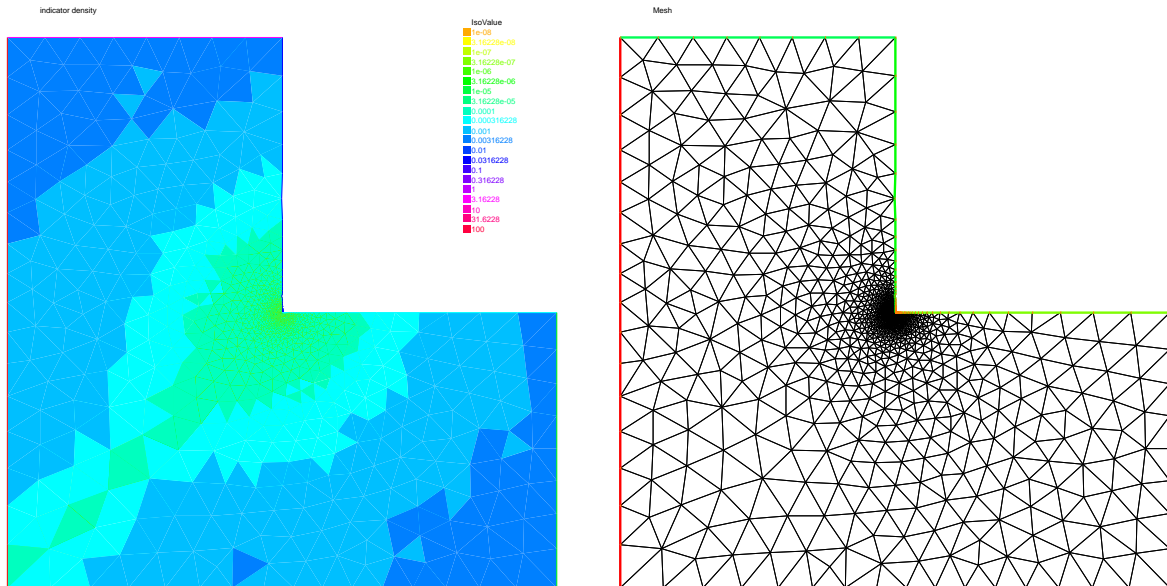 indicator density
IsoValue
1e-08
3.16228e-08
1e-07
3.16228e-07
1e-06
3.16228e-06
1e-05
3.16228e-05
0.0001
0.000316228
0.001
0.00316228
0.01
0.0316228
0.1
0.316228
1
3.16228
10
31.6228
100
Mesh